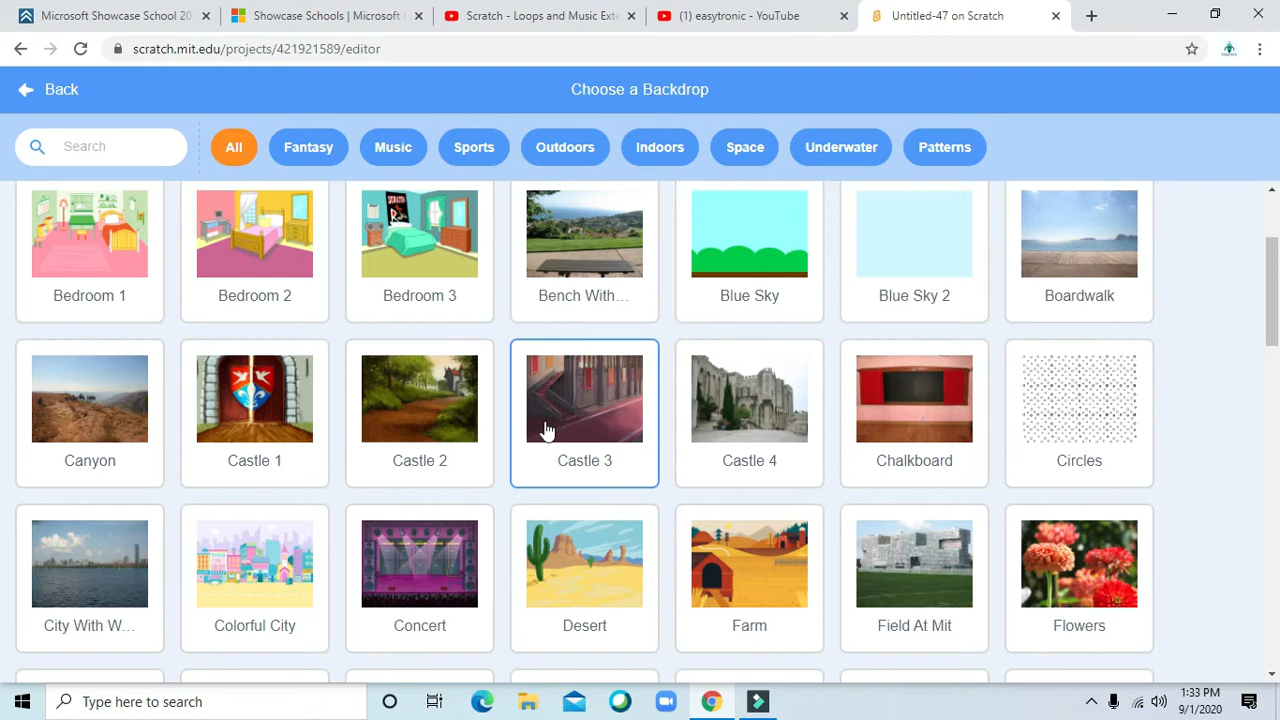 Microsoft Showcase School 20
Showcase Schools | Microsoft
Scratch - Loops and Music Exte
(1) easytronic - YouTube
Untitled-47 on Scratch
scratch.mit.edu/projects/421921589/editor
Back
Choose a Backdrop
Search
All
Fantasy
Music
Sports
Outdoors
Indoors
Space
Underwater
Patterns
Bedroom 1
Bedroom 2
Bedroom 3
Bench With...
Blue Sky
Blue Sky 2
Boardwalk
Canyon
Castle 1
Castle 2
Castle 3
Castle 4
Chalkboard
Circles
City With W...
Colorful City
Concert
Desert
Farm
Field At Mit
Flowers
Type here to search
1:33 PM
9/1/2020